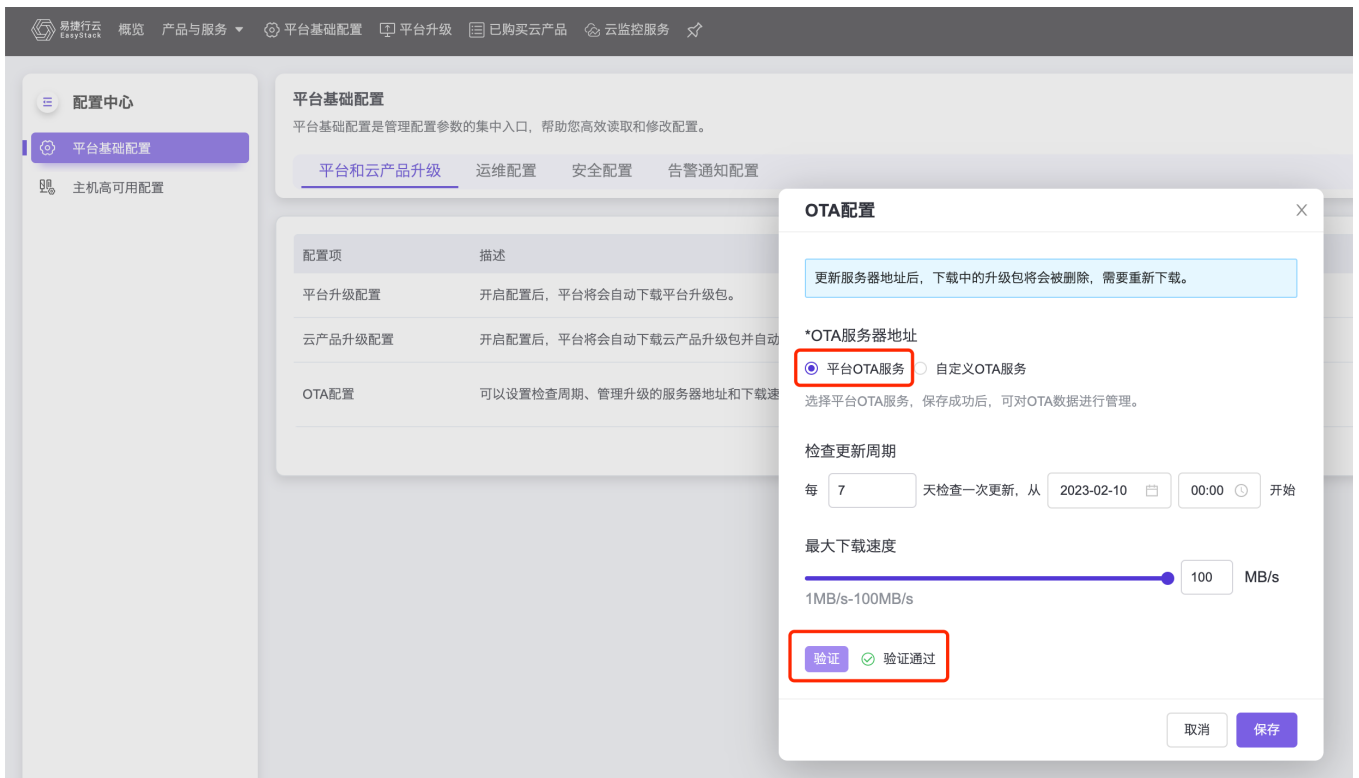 易捷行云 EasyStack 概览 产品与服务 平台基础配置 平台升级 已购买云产品 云监控服务
配置中心
平台基础配置
主机高可用配置
平台基础配置
平台基础配置是管理配置参数的集中入口，帮助您高效读取和修改配置。
平台和云产品升级 运维配置 安全配置 告警通知配置
配置项 描述
平台升级配置 开启配置后，平台将会自动下载平台升级包。
云产品升级配置 开启配置后，平台将会自动下载云产品升级包并自动
OTA配置 可以设置检查周期、管理升级的服务器地址和下载速
OTA配置
更新服务器地址后，下载中的升级包将会被删除，需要重新下载。
*OTA服务器地址
平台OTA服务 自定义OTA服务
选择平台OTA服务，保存成功后，可对OTA数据进行管理。
检查更新周期
每 7 天检查一次更新，从 2023-02-10 00:00 开始
最大下载速度
100 MB/s
1MB/s-100MB/s
验证 验证通过
取消 保存